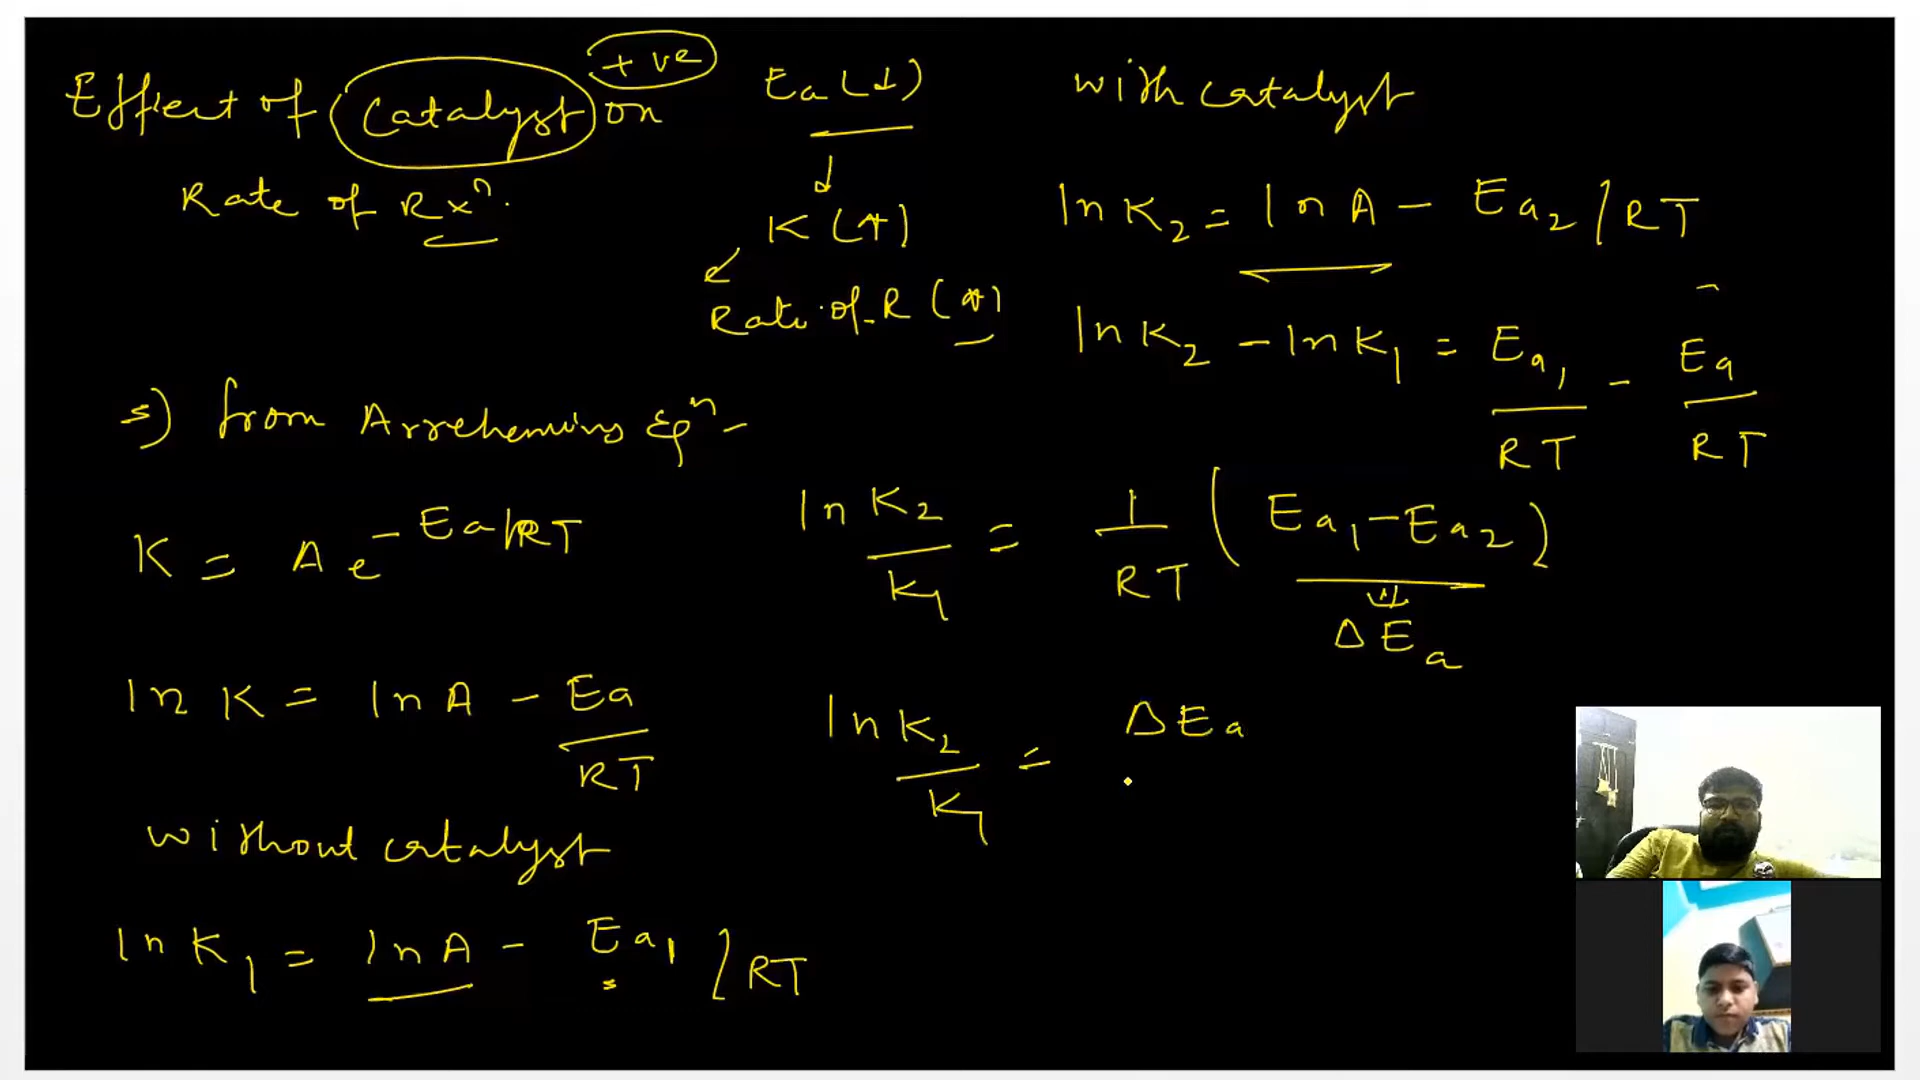 Effect of Catalyst on
+ve
Rate of Rxⁿ.
Ea (↓)
↓
K (↑)
↙
Rate of R (↑)
⇒) from Arrehenius Eqⁿ -
K = A e^-Ea/RT
ln K = ln A - Ea/RT
without catalyst
ln K₁ = ln A - Ea₁ / RT
with catalyst
ln K₂ = ln A - Ea₂ / RT
ln K₂ - ln K₁ = Ea₁/RT - Ea/RT
ln K₂/K₁ = 1/RT (Ea₁ - Ea₂)
⇓
ΔEa
ln K₂/K₁ = ΔEa